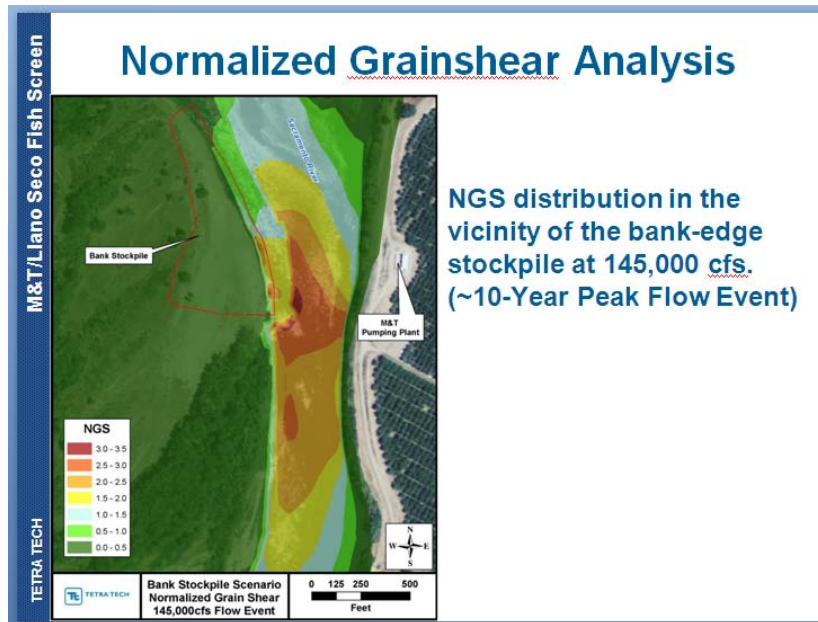 Normalized Grainshear Analysis
M&T/Llano Seco Fish Screen
TETRA TECH
Sacramento River
Bank Stockpile
M&T
Pumping Plant
NGS
3.0 - 3.5
2.5 - 3.0
2.0 - 2.5
1.5 - 2.0
1.0 - 1.5
0.5 - 1.0
0.0 - 0.5
N
W E
S
Tt TETRA TECH
Bank Stockpile Scenario
Normalized Grain Shear
145,000cfs Flow Event
0 125 250 500
Feet
NGS distribution in the
vicinity of the bank-edge
stockpile at 145,000 cfs.
(~10-Year Peak Flow Event)